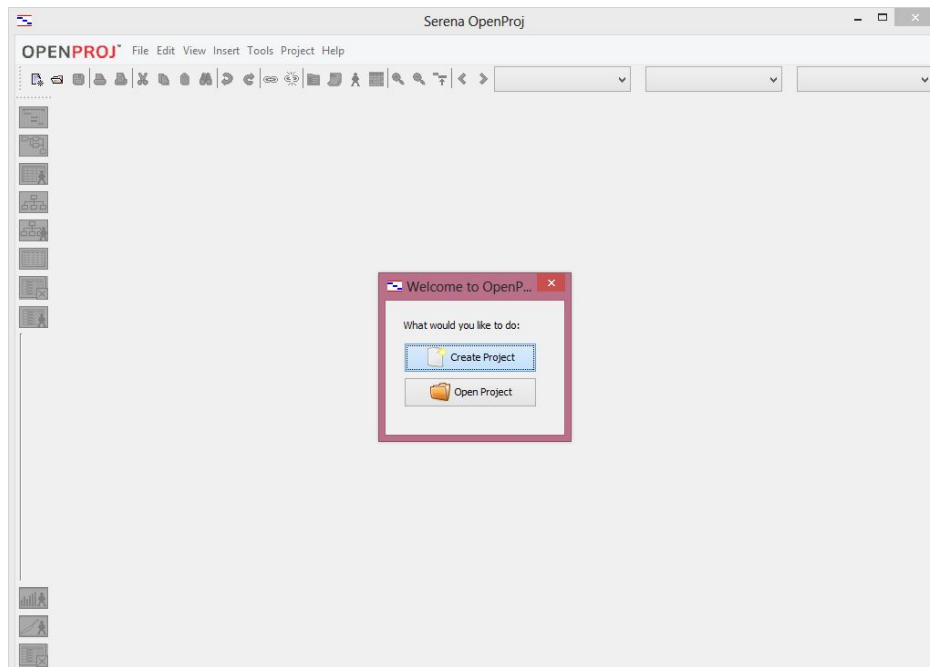 Serena OpenProj
OPENPROJ™ File Edit View Insert Tools Project Help
Welcome to OpenP...
What would you like to do:
Create Project
Open Project